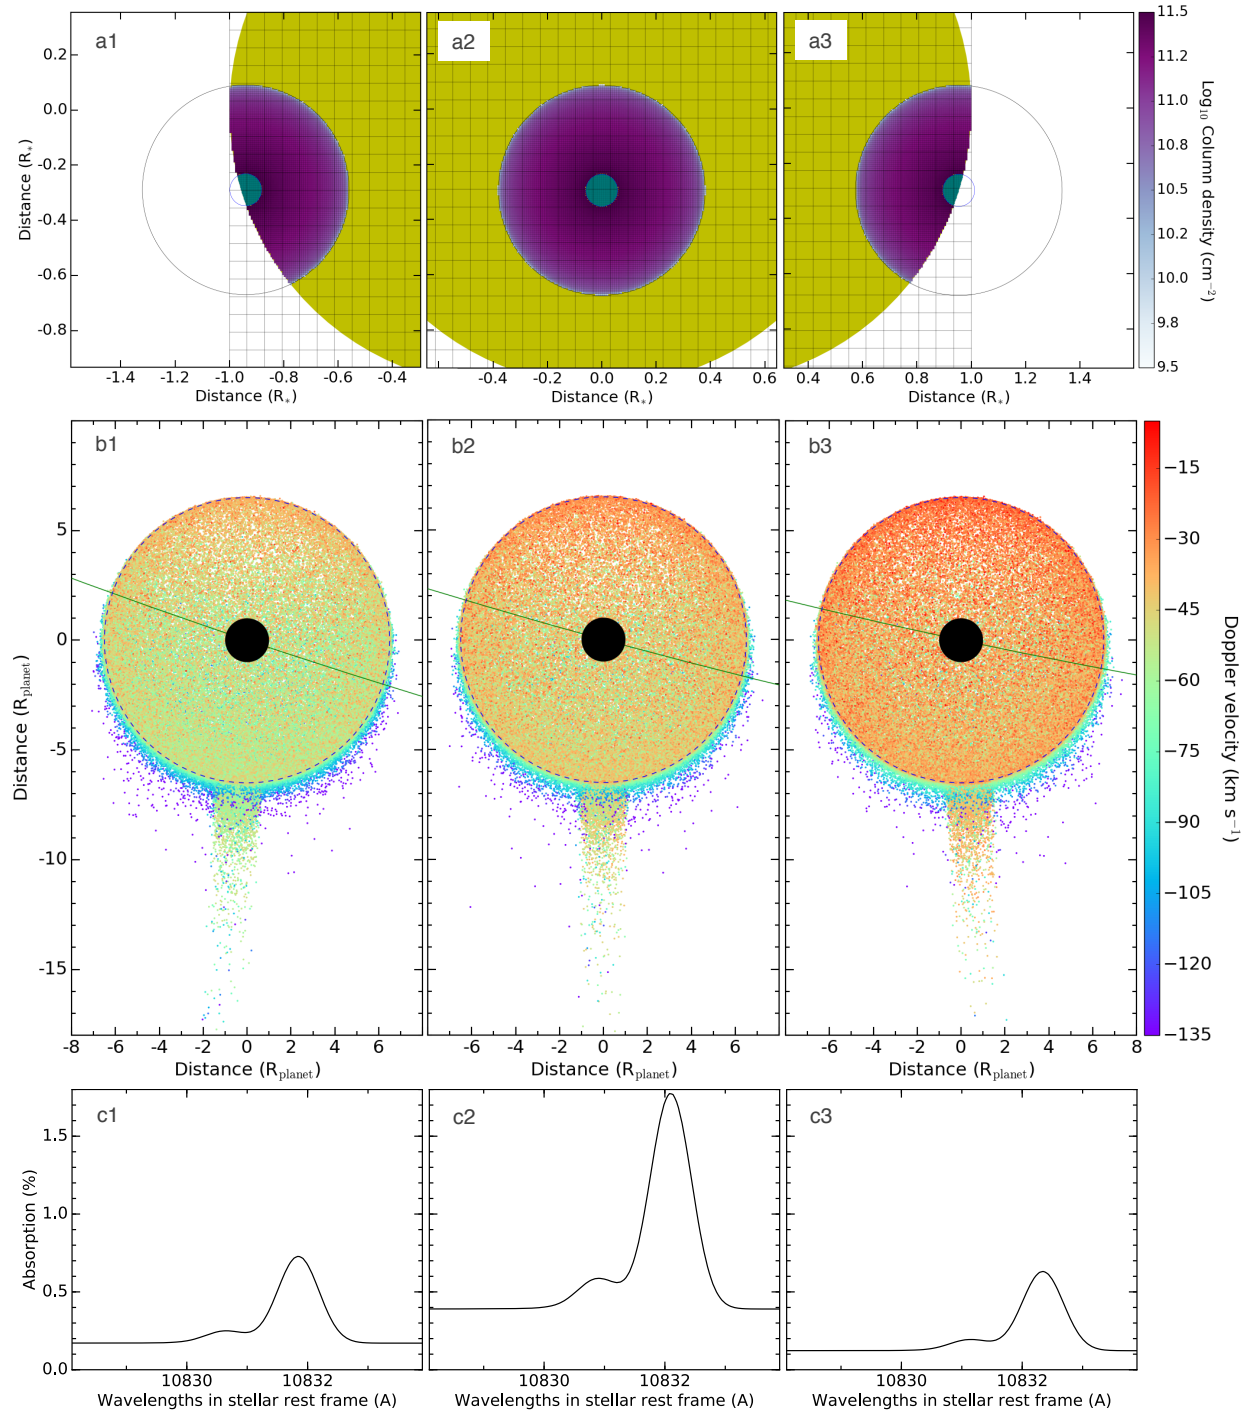 a1
a2
a3
0.2
0.0
-0.2
-0.4
-0.6
-0.8
Distance (R*)
-1.4 -1.2 -1.0 -0.8 -0.6 -0.4
Distance (R*)
-0.4 -0.2 0.0 0.2 0.4 0.6
Distance (R*)
0.4 0.6 0.8 1.0 1.2 1.4
Distance (R*)
11.5
11.2
11.0
10.8
10.5
10.2
10.0
9.8
9.5
Log₁₀ Column density (cm⁻²)
b1
b2
b3
5
0
-5
-10
-15
Distance (Rplanet)
-8 -6 -4 -2 0 2 4 6
Distance (Rplanet)
-6 -4 -2 0 2 4 6
Distance (Rplanet)
-8 -6 -4 -2 0 2 4 6 8
Distance (Rplanet)
−15
−30
−45
−60
−75
−90
−105
−120
−135
Doppler velocity (km s⁻¹)
c1
c2
c3
1.5
1.0
0.5
0.0
Absorption (%)
10830 10832
Wavelengths in stellar rest frame (A)
10830 10832
Wavelengths in stellar rest frame (A)
10830 10832
Wavelengths in stellar rest frame (A)